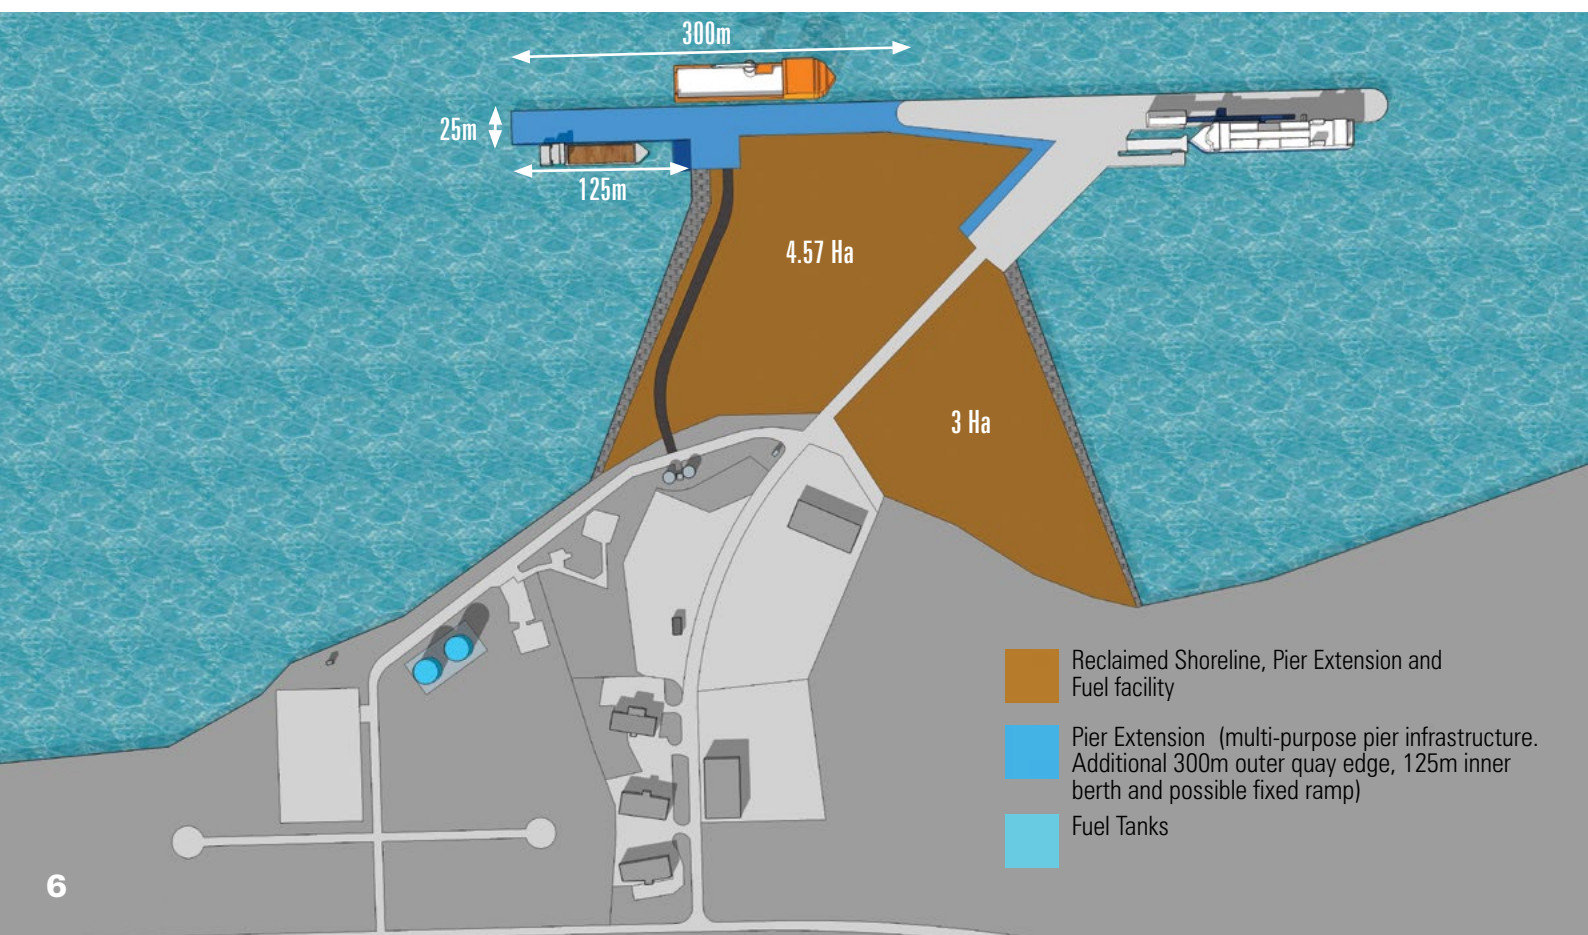 300m
25m
125m
4.57 Ha
3 Ha
Reclaimed Shoreline, Pier Extension and
Fuel facility
Pier Extension (multi-purpose pier infrastructure.
Additional 300m outer quay edge, 125m inner
berth and possible fixed ramp)
Fuel Tanks
6